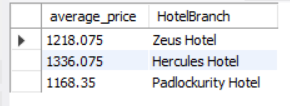 average_price HotelBranch
1218.075 Zeus Hotel
1336.075 Hercules Hotel
1168.35 Padlockurity Hotel